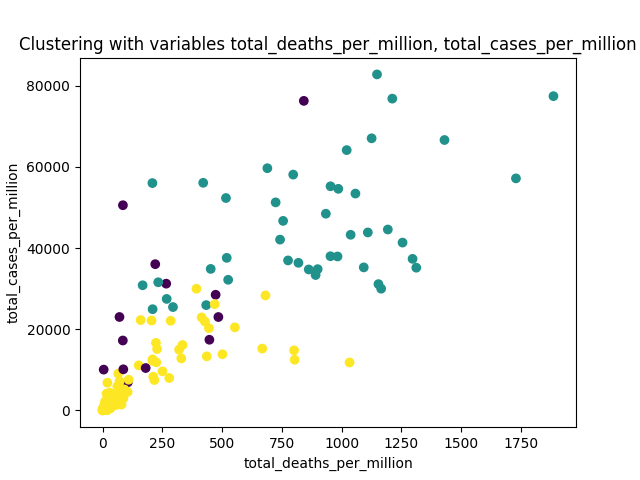 Clustering with variables total_deaths_per_million, total_cases_per_million
80000
60000
40000
20000
0
total_cases_per_million
0 250 500 750 1000 1250 1500 1750
total_deaths_per_million